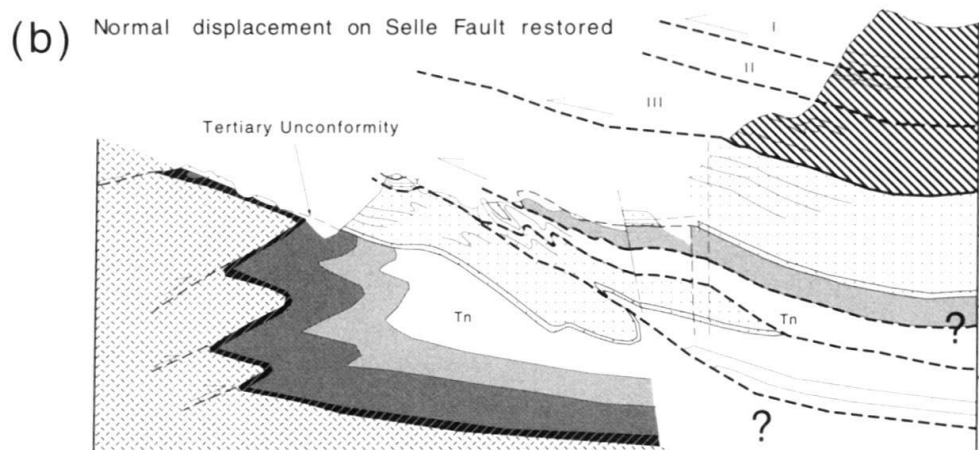 (b) Normal displacement on Selle Fault restored
I
II
III
Tertiary Unconformity
Tn
Tn
?
?